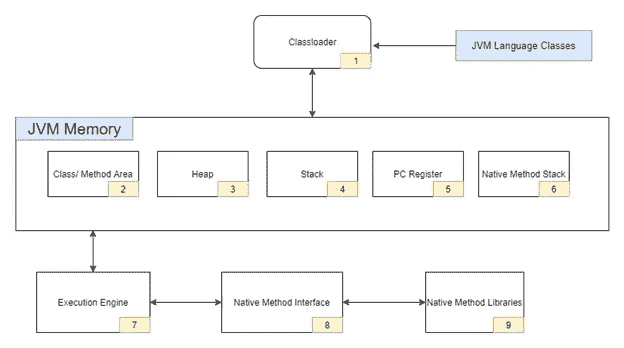 Classloader
1
JVM Language Classes
JVM Memory
Class/ Method Area
2
Heap
3
Stack
4
PC Register
5
Native Method Stack
6
Execution Engine
7
Native Method Interface
8
Native Method Libraries
9